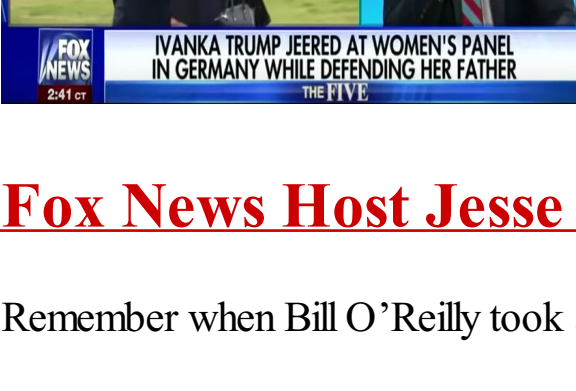 IVANKA TRUMP JEERED AT WOMEN'S PANEL
IN GERMANY WHILE DEFENDING HER FATHER
FOX
NEWS
2:41 CT
THE FIVE
Fox News Host Jesse
Remember when Bill O’Reilly took